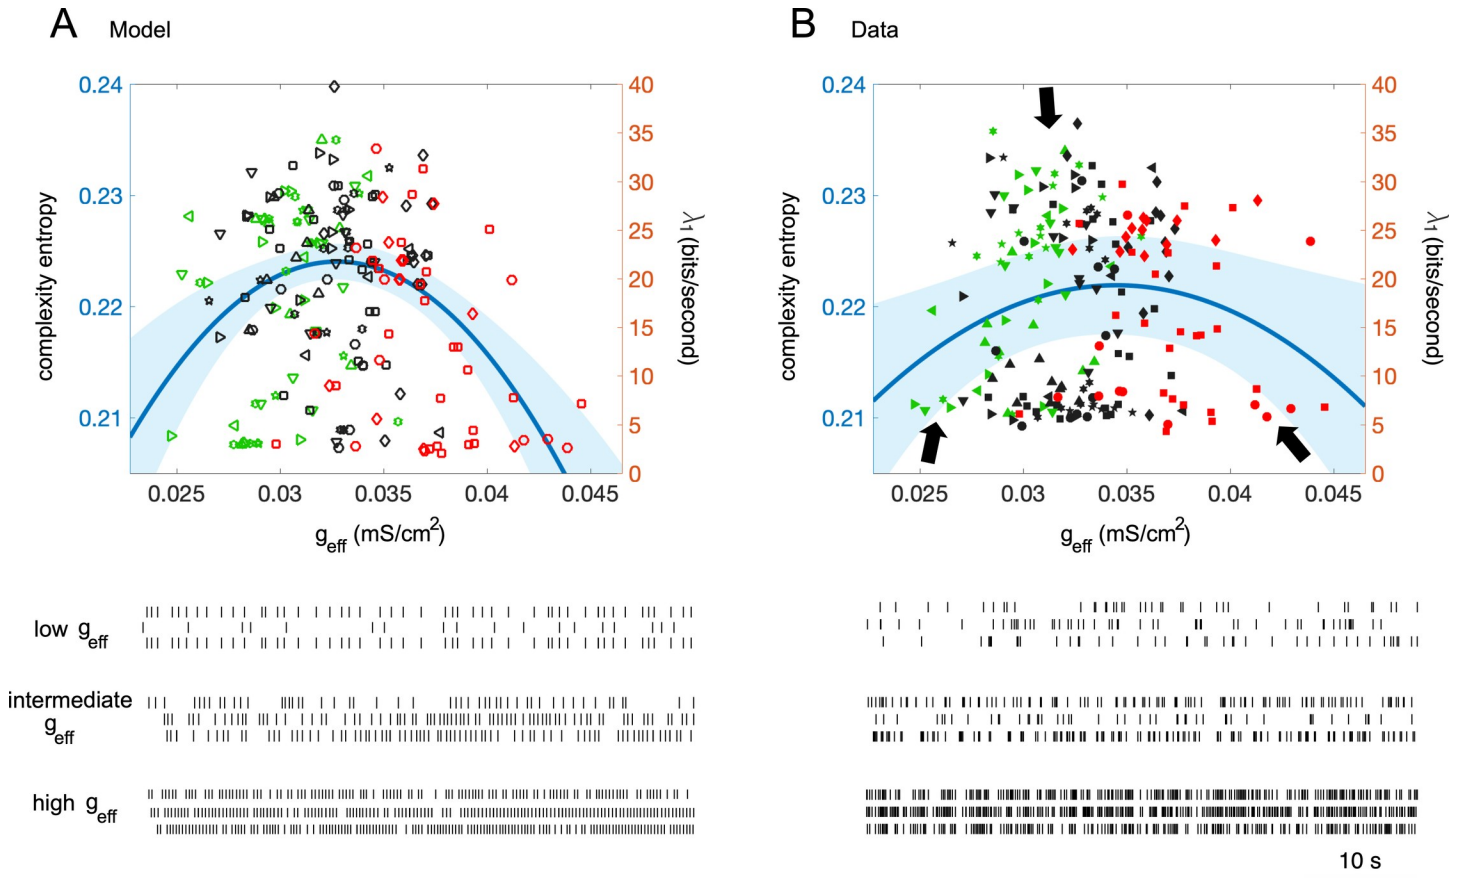 A Model
B Data
0.24
0.23
0.22
0.21
complexity entropy
40
35
30
25
20
15
10
5
0
λ1 (bits/second)
0.025 0.03 0.035 0.04 0.045
geff (mS/cm2)
0.24
0.23
0.22
0.21
complexity entropy
40
35
30
25
20
15
10
5
0
λ1 (bits/second)
0.025 0.03 0.035 0.04 0.045
geff (mS/cm2)
low geff
intermediate
geff
high geff
10 s